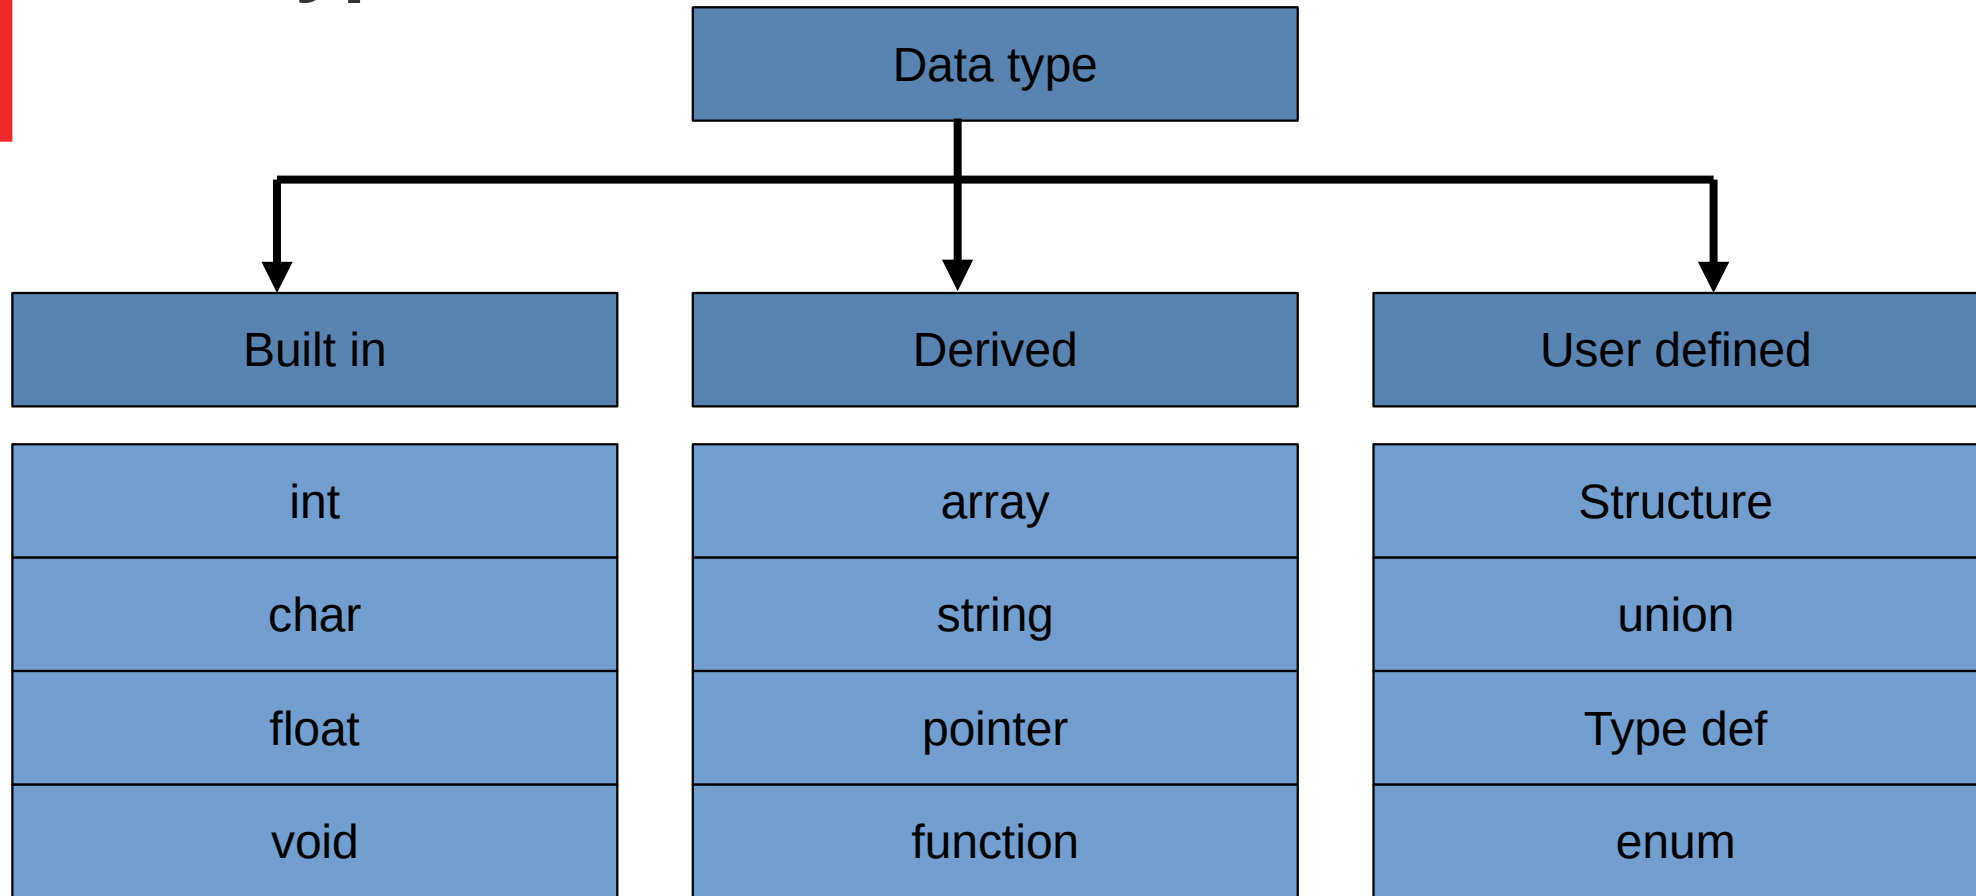 Data type
Built in
Derived
User defined
int
array
Structure
char
string
union
float
pointer
Type def
void
function
enum